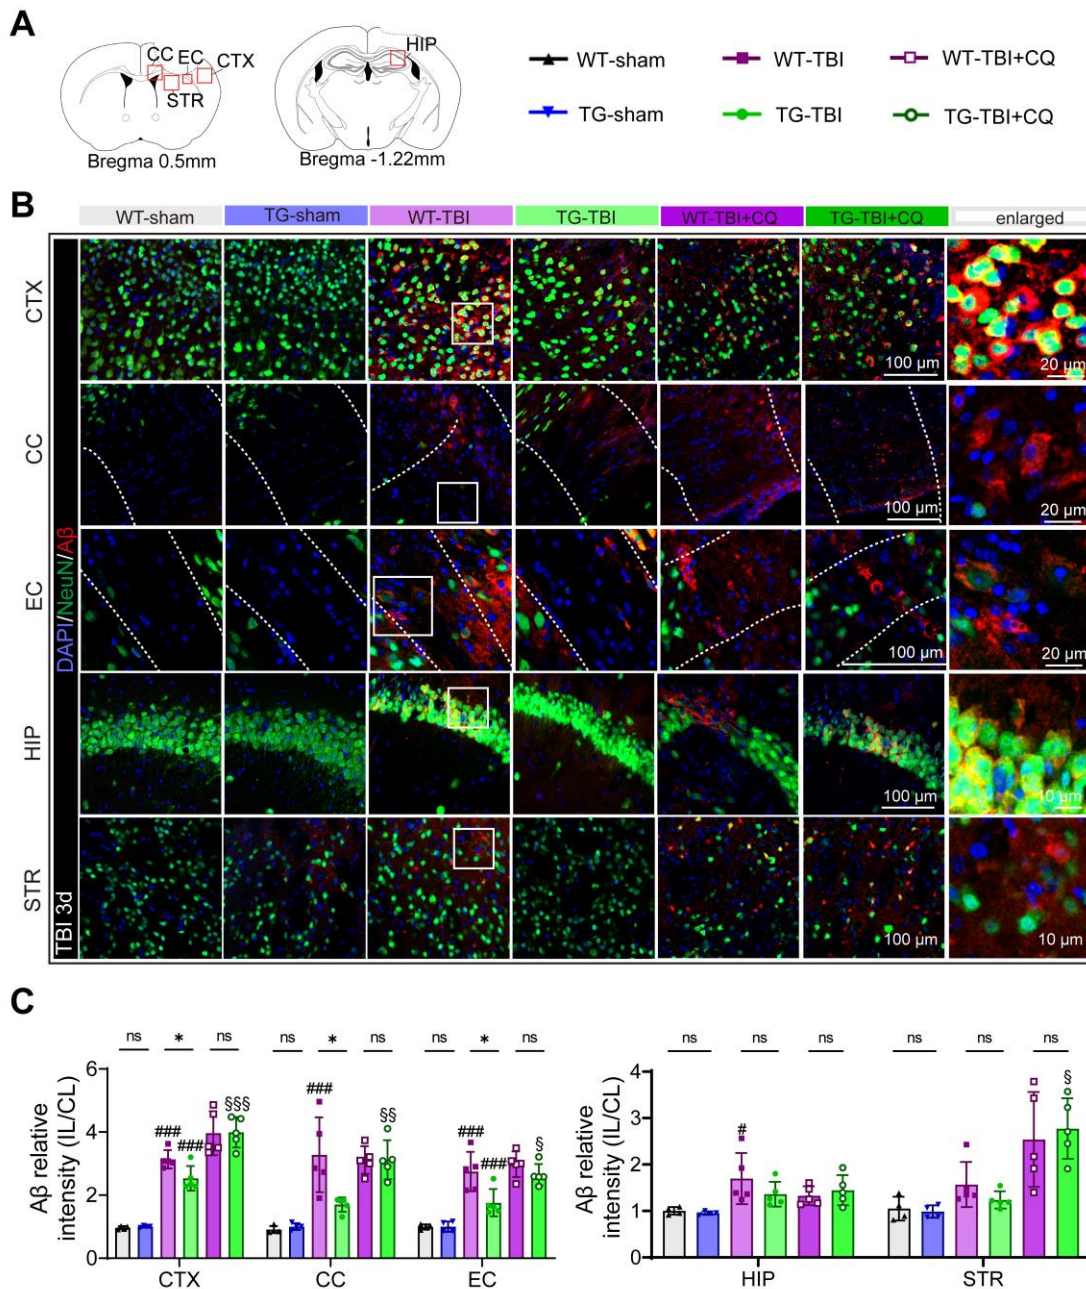 A
CC EC CTX
STR
Bregma 0.5mm
HIP
Bregma -1.22mm
WT-sham WT-TBI WT-TBI+CQ
TG-sham TG-TBI TG-TBI+CQ
B
WT-sham TG-sham WT-TBI TG-TBI WT-TBI+CQ TG-TBI+CQ enlarged
DAPI/NeuN/Aβ
TBI 3d
CTX
100 µm 20 µm
CC
100 µm 20 µm
EC
100 µm 20 µm
HIP
100 µm 10 µm
STR
100 µm 10 µm
C
ns * ns ns * ns ns * ns
Aβ relative
intensity (IL/CL)
6
4
2
0
### ### §§§ ### §§ ### ### §
CTX CC EC
ns ns ns ns ns ns
Aβ relative
intensity (IL/CL)
4
3
2
1
0
# §
HIP STR